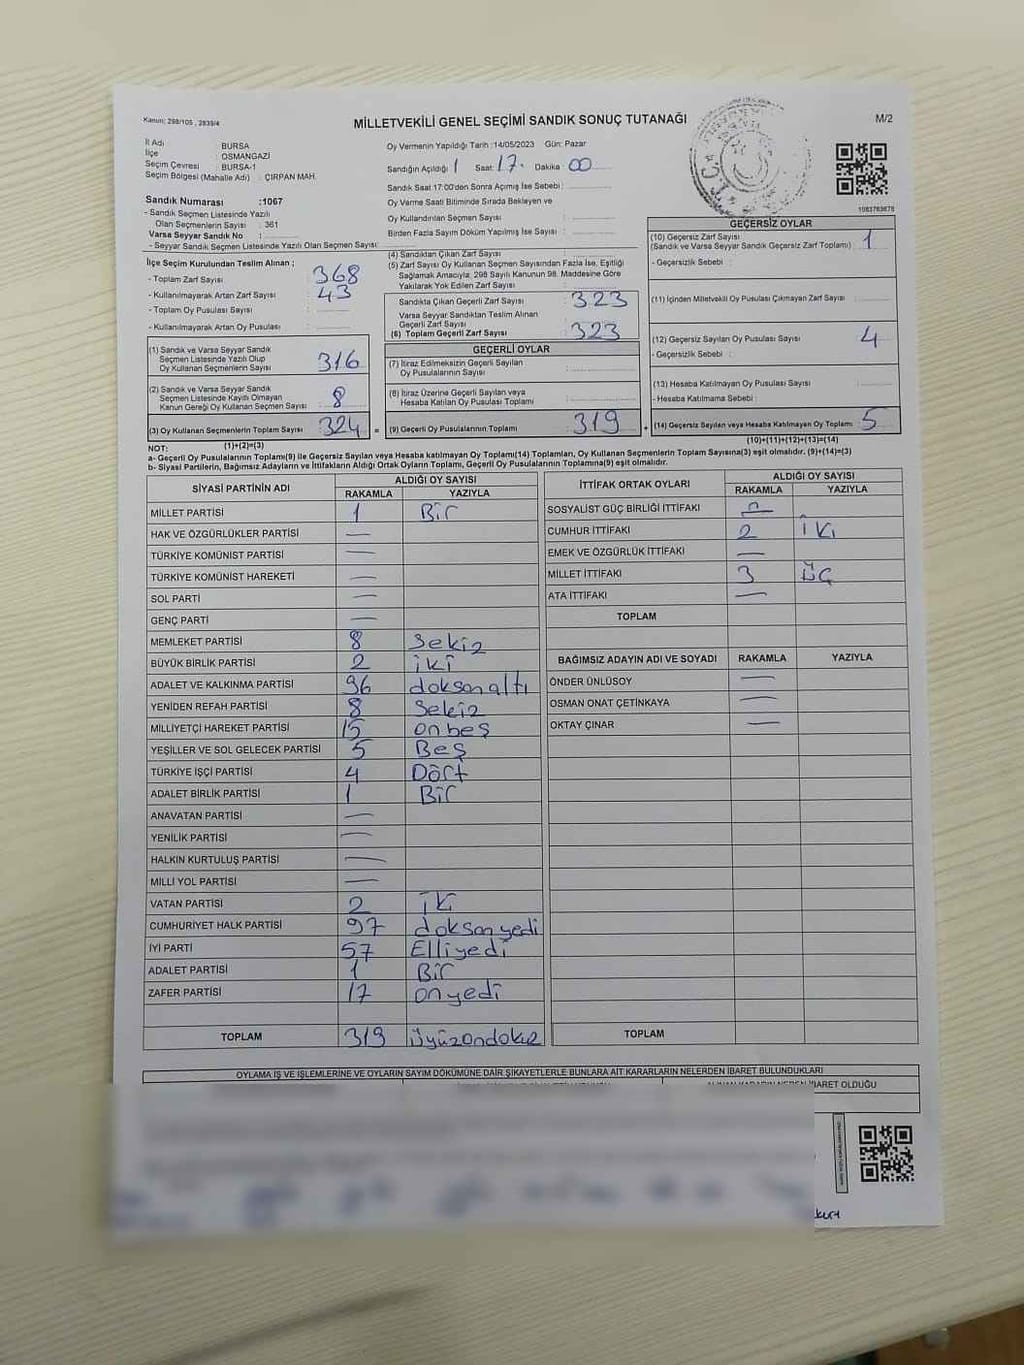 Kanun: 298/105 , 2839/4
MİLLETVEKİLİ GENEL SEÇİMİ SANDIK SONUÇ TUTANAĞI
M/2
İl Adı : BURSA
İlçe : OSMANGAZİ
Seçim Çevresi : BURSA-1
Seçim Bölgesi (Mahalle Adı) : ÇIRPAN MAH.
Oy Vermenin Yapıldığı Tarih :14/05/2023 Gün: Pazar
Sandığın Açıldığı Saat: 17. Dakika 00
Sandık Saat 17:00'den Sonra Açılmış İse Sebebi :
Sandık Numarası :1067
- Sandık Seçmen Listesinde Yazılı
Olan Seçmenlerin Sayısı : 361
Varsa Seyyar Sandık No :
- Seyyar Sandık Seçmen Listesinde Yazılı Olan Seçmen Sayısı:
Oy Verme Saati Bitiminde Sırada Bekleyen ve
Oy Kullandırılan Seçmen Sayısı :
Birden Fazla Sayım Döküm Yapılmış İse Sayısı :
1083763678
İlçe Seçim Kurulundan Teslim Alınan ;
- Toplam Zarf Sayısı : 368
- Kullanılmayarak Artan Zarf Sayısı : 43
- Toplam Oy Pusulası Sayısı :
- Kullanılmayarak Artan Oy Pusulası :
(4) Sandıktan Çıkan Zarf Sayısı :
(5) Zarf Sayısı Oy Kullanan Seçmen Sayısından Fazla İse, Eşitliği
Sağlamak Amacıyla; 298 Sayılı Kanunun 98. Maddesine Göre
Yakılarak Yok Edilen Zarf Sayısı :
Sandıkta Çıkan Geçerli Zarf Sayısı : 323
Varsa Seyyar Sandıktan Teslim Alınan
Geçerli Zarf Sayısı :
(6) Toplam Geçerli Zarf Sayısı : 323
GEÇERSİZ OYLAR
(10) Geçersiz Zarf Sayısı
(Sandık ve Varsa Seyyar Sandık Geçersiz Zarf Toplamı) : 1
- Geçersizlik Sebebi :
(11) İçinden Milletvekili Oy Pusulası Çıkmayan Zarf Sayısı :
(12) Geçersiz Sayılan Oy Pusulası Sayısı : 4
- Geçersizlik Sebebi :
(13) Hesaba Katılmayan Oy Pusulası Sayısı :
- Hesaba Katılmama Sebebi :
(14) Geçersiz Sayılan veya Hesaba Katılmayan Oy Toplamı : 5
(1) Sandık ve Varsa Seyyar Sandık
Seçmen Listesinde Yazılı Olup
Oy Kullanan Seçmenlerin Sayısı : 316
(2) Sandık ve Varsa Seyyar Sandık
Seçmen Listesinde Kayıtlı Olmayan
Kanun Gereği Oy Kullanan Seçmen Sayısı : 8
(3) Oy Kullanan Seçmenlerin Toplam Sayısı : 324
GEÇERLİ OYLAR
(7) İtiraz Edilmeksizin Geçerli Sayılan
Oy Pusulalarının Sayısı :
(8) İtiraz Üzerine Geçerli Sayılan veya
Hesaba Katılan Oy Pusulası Toplamı :
(9) Geçerli Oy Pusulalarının Toplamı : 319
NOT: (1)+(2)=(3) (10)+(11)+(12)+(13)=(14)
a- Geçerli Oy Pusulası(9) ile Geçersiz Sayılan veya Hesaba katılmayan Oy Toplamı(14) Toplamları, Oy Kullanan Seçmenlerin Toplam Sayısına(3) eşit olmalıdır. (9)+(14)=(3)
b- Siyasi Partilerin, Bağımsız Adayların ve İttifakların Aldığı Ortak Oyların Toplamı, Geçerli Oy Pusulalarının Toplamına(9) eşit olmalıdır.
SİYASİ PARTİNİN ADI ALDIĞI OY SAYISI
RAKAMLA YAZIYLA
MİLLET PARTİSİ 1 Bir
HAK VE ÖZGÜRLÜKLER PARTİSİ —
TÜRKİYE KOMÜNİST PARTİSİ —
TÜRKİYE KOMÜNİST HAREKETİ —
SOL PARTİ —
GENÇ PARTİ —
MEMLEKET PARTİSİ 8 Sekiz
BÜYÜK BİRLİK PARTİSİ 2 iki
ADALET VE KALKINMA PARTİSİ 96 doksanaltı
YENİDEN REFAH PARTİSİ 8 Sekiz
MİLLİYETÇİ HAREKET PARTİSİ 15 onbeş
YEŞİLLER VE SOL GELECEK PARTİSİ 5 Beş
TÜRKİYE İŞÇİ PARTİSİ 4 Dört
ADALET BİRLİK PARTİSİ 1 Bir
ANAVATAN PARTİSİ —
YENİLİK PARTİSİ —
HALKIN KURTULUŞ PARTİSİ —
MİLLİ YOL PARTİSİ —
VATAN PARTİSİ 2 İki
CUMHURİYET HALK PARTİSİ 97 doksanyedi
İYİ PARTİ 57 Elliyedi
ADALET PARTİSİ 1 Bir
ZAFER PARTİSİ 17 onyedi
TOPLAM 319 üyüzondokuz
İTTİFAK ORTAK OYLARI ALDIĞI OY SAYISI
RAKAMLA YAZIYLA
SOSYALİST GÜÇ BİRLİĞİ İTTİFAKI
CUMHUR İTTİFAKI 2 İki
EMEK VE ÖZGÜRLÜK İTTİFAKI —
MİLLET İTTİFAKI 3 üç
ATA İTTİFAKI —
TOPLAM
BAĞIMSIZ ADAYIN ADI VE SOYADI RAKAMLA YAZIYLA
ÖNDER ÜNLÜSOY —
OSMAN ONAT ÇETİNKAYA —
OKTAY ÇINAR —
TOPLAM
OYLAMA İŞ VE İŞLEMLERİNE VE OYLARIN SAYIM DÖKÜMÜNE DAİR ŞİKAYETLERLE BUNLARA AİT KARARLARIN NELERDEN İBARET BULUNDUKLARI
İBARET OLDUĞU